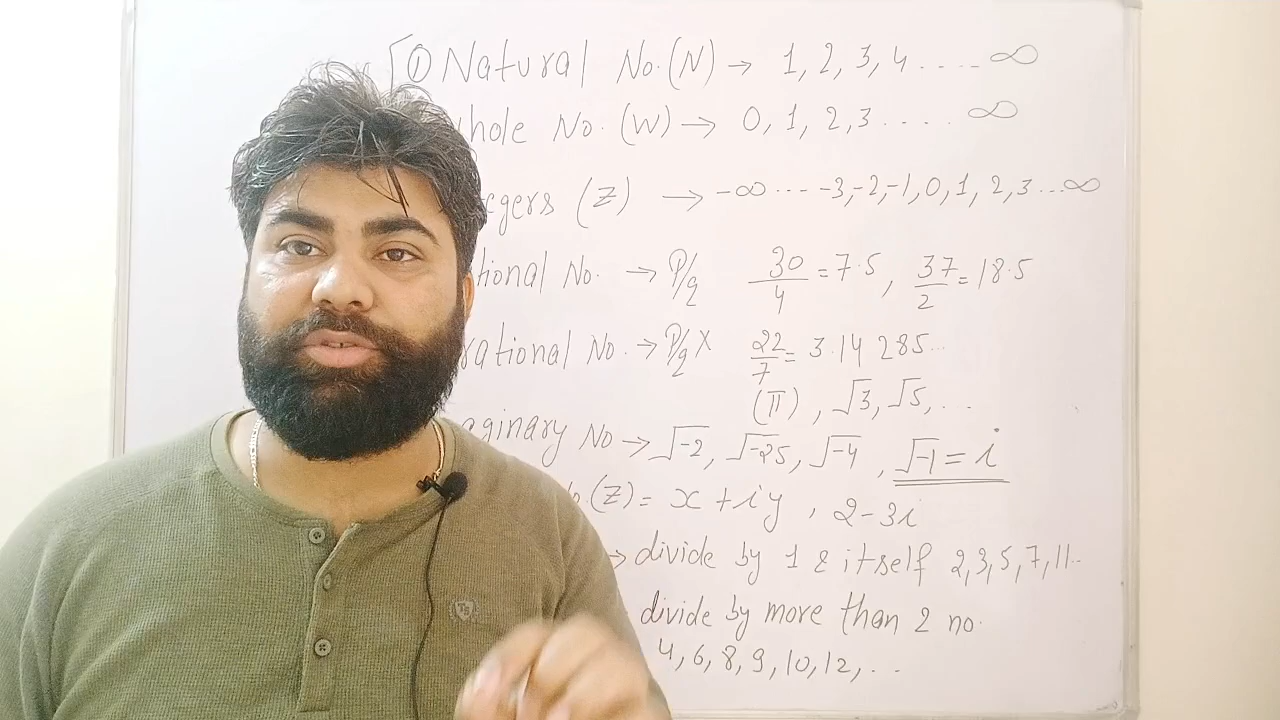 ① Natural No. (N) → 1, 2, 3, 4 ..... ∞
hole No. (W) → 0, 1, 2, 3 ..... ∞
egers (Z) → -∞ ---- -3, -2, -1, 0, 1, 2, 3 ... ∞
tional No. → P/q 30/4 = 7.5 , 37/2 = 18.5
rational No. → P/q X 22/7 = 3.14 285...
(π) , √3, √5, ...
aginary No → √-2, √-25, √-4 , √-1 = i
(Z) = x + iy , 2-3i
→ divide by 1 & itself 2, 3, 5, 7, 11..
divide by more than 2 no.
4, 6, 8, 9, 10, 12, ...
TS